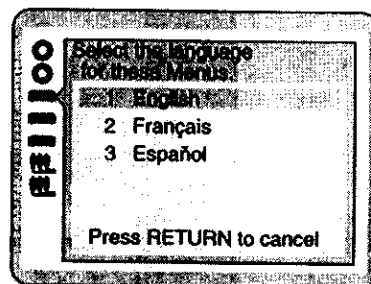 Select the language
for these Menus:
1 English
2 Français
3 Español
Press RETURN to cancel